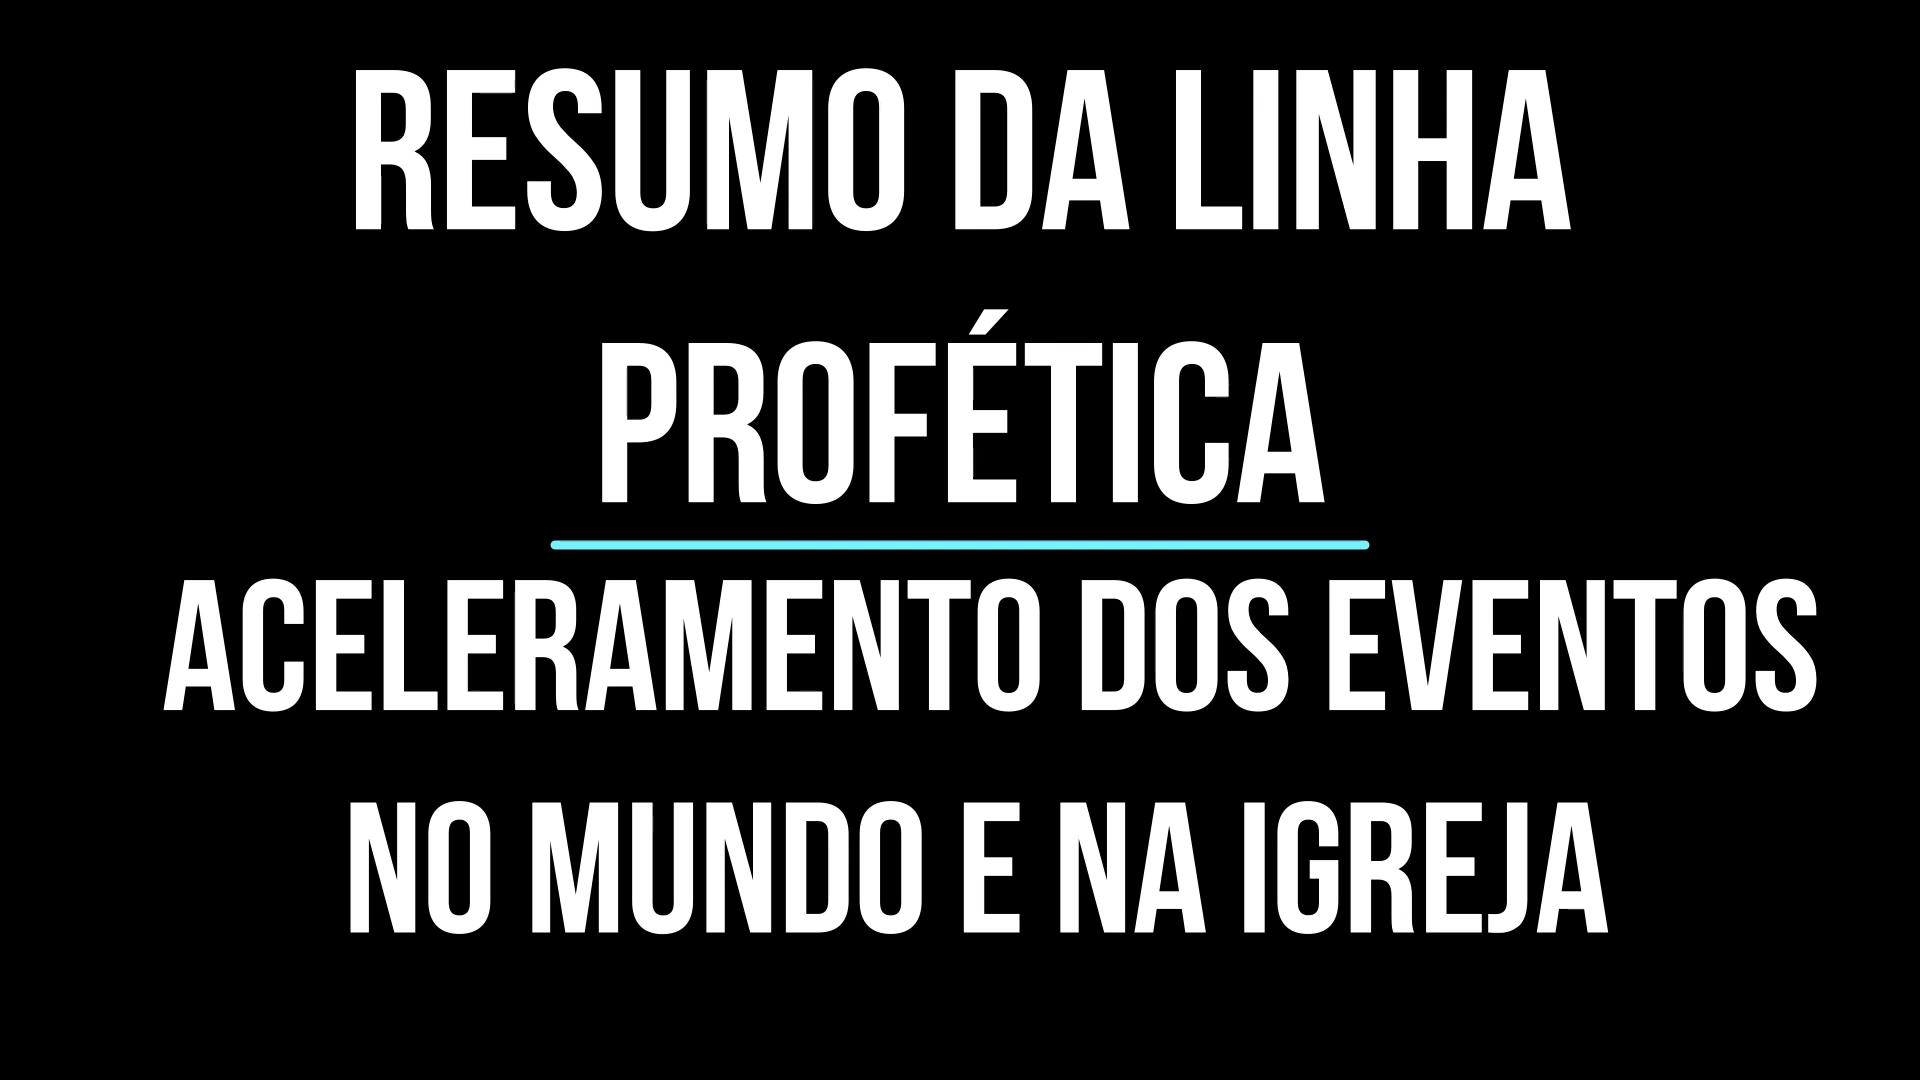 RESUMO DA LINHA
PROFÉTICA
ACELERAMENTO DOS EVENTOS
NO MUNDO E NA IGREJA